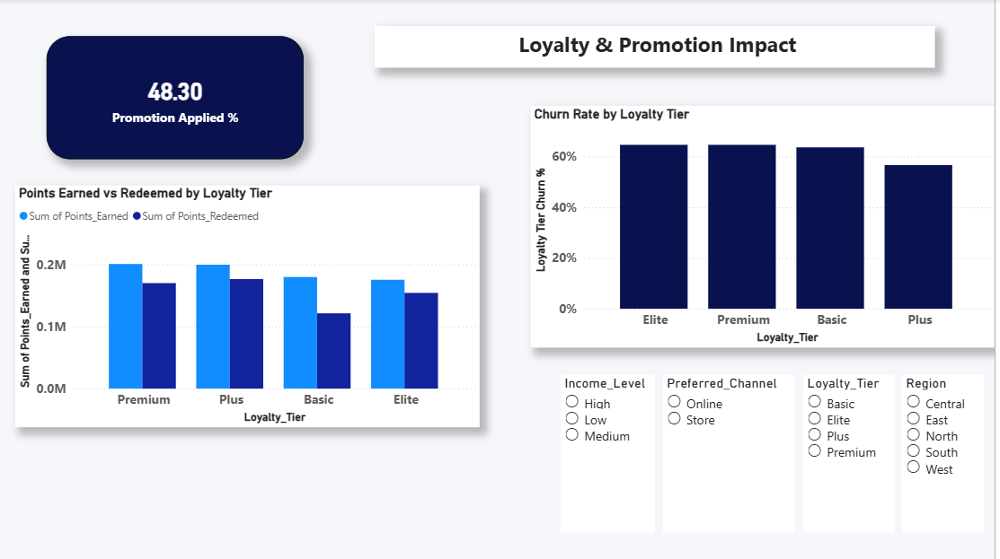 Loyalty & Promotion Impact
48.30
Promotion Applied %
Points Earned vs Redeemed by Loyalty Tier
Sum of Points_Earned Sum of Points_Redeemed
Sum of Points_Earned and Su...
0.2M
0.1M
0.0M
Premium Plus Basic Elite
Loyalty_Tier
Churn Rate by Loyalty Tier
Loyalty Tier Churn %
60%
40%
20%
0%
Elite Premium Basic Plus
Loyalty_Tier
Income_Level
High
Low
Medium
Preferred_Channel
Online
Store
Loyalty_Tier
Basic
Elite
Plus
Premium
Region
Central
East
North
South
West